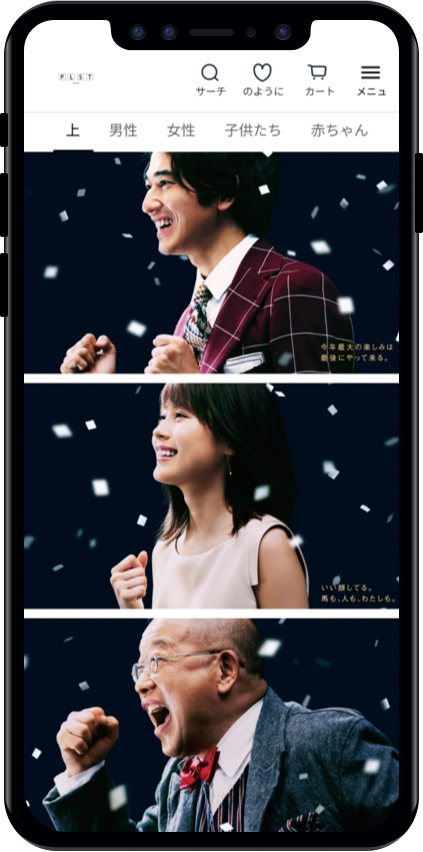 PLST
サーチ
のように
カート
メニュ
上
男性
女性
子供たち
赤ちゃん
今年最大の楽しみは
最後にやって来る。
いい顔してる。
馬も、人も、わたしも。